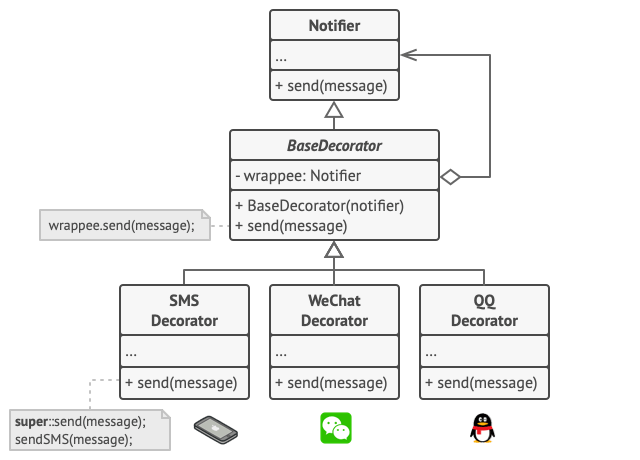 Notifier
...
+ send(message)
BaseDecorator
- wrappee: Notifier
+ BaseDecorator(notifier)
+ send(message)
wrappee.send(message);
SMS
Decorator
...
+ send(message)
WeChat
Decorator
...
+ send(message)
QQ
Decorator
...
+ send(message)
super::send(message);
sendSMS(message);